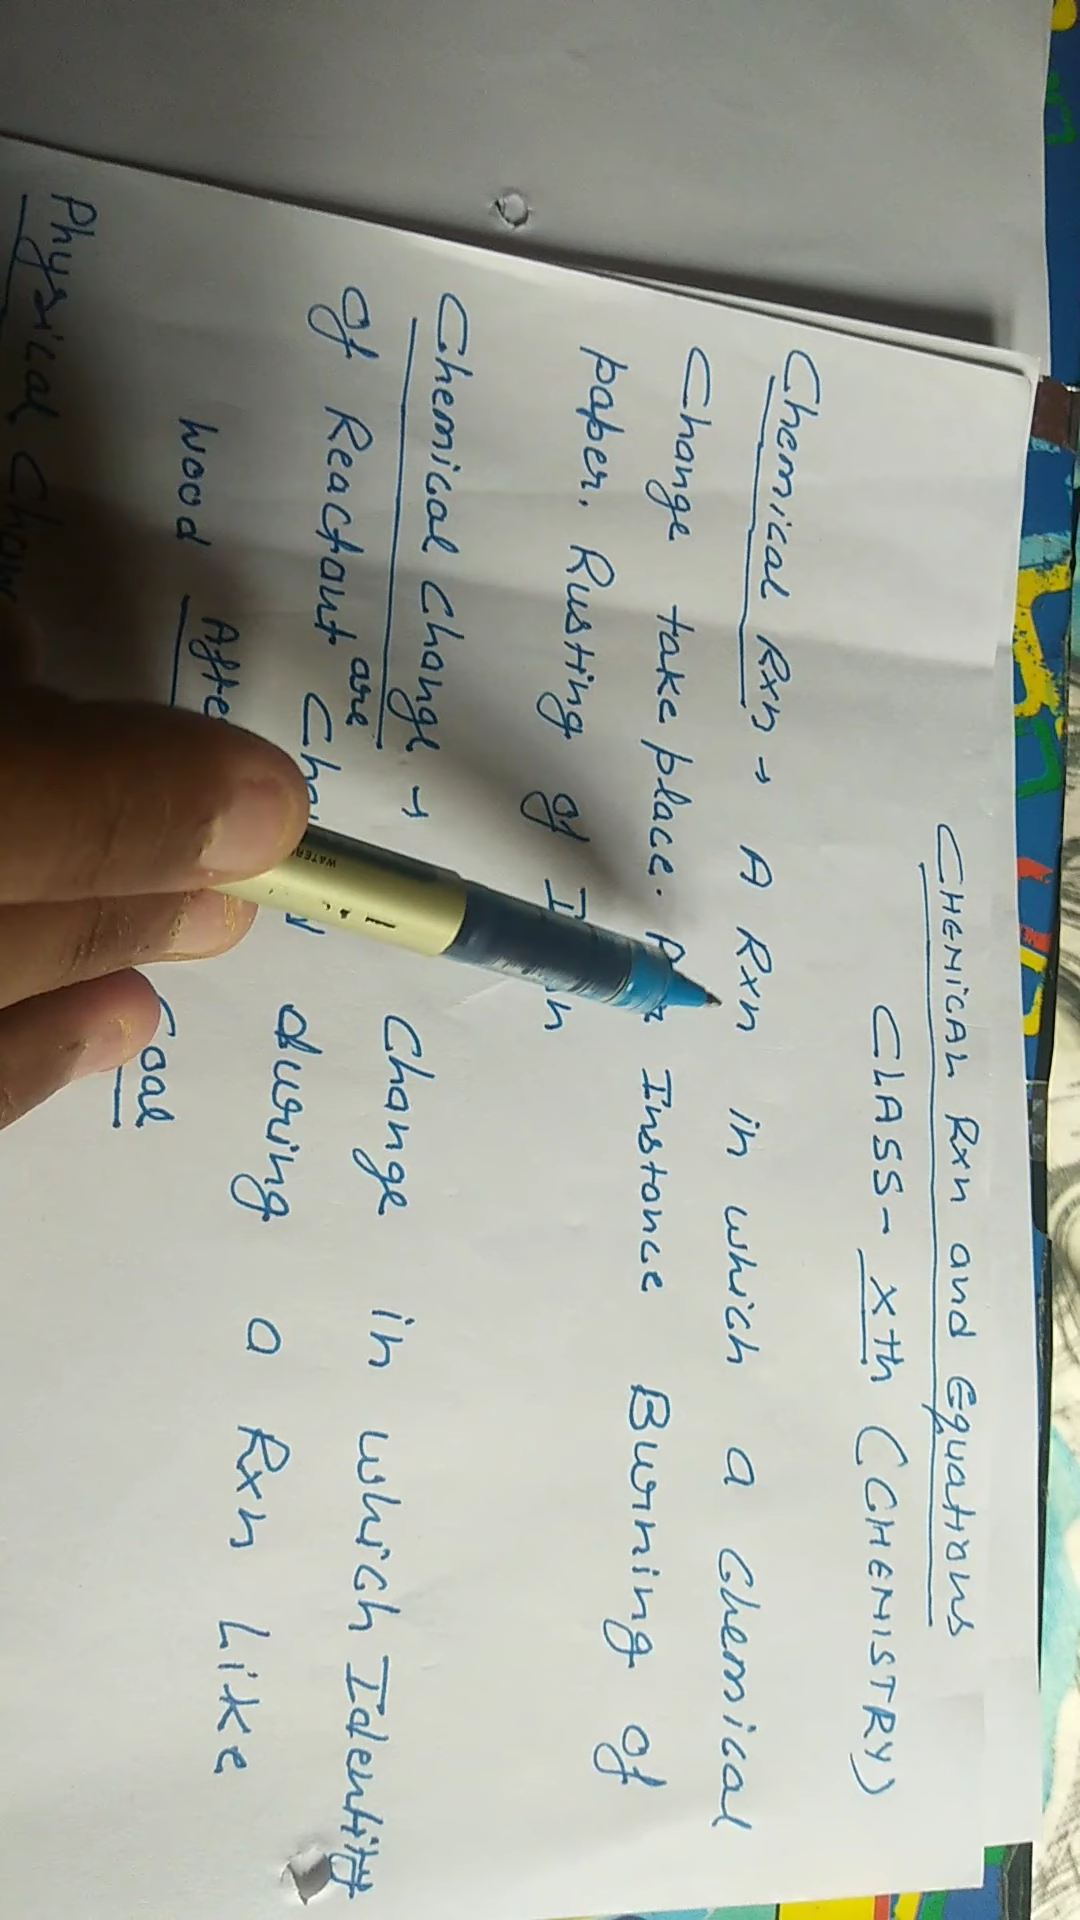 CHEMICAL Rxn and Equations
CLASS - Xth (CHEMISTRY)
Chemical Rxn → A Rxn in which a chemical
Change take place. Instance Burning of
paper. Rusting of
Chemical Change → Change in which Identity
of Reactant are during a Rxn Like
Wood Coal
Physical